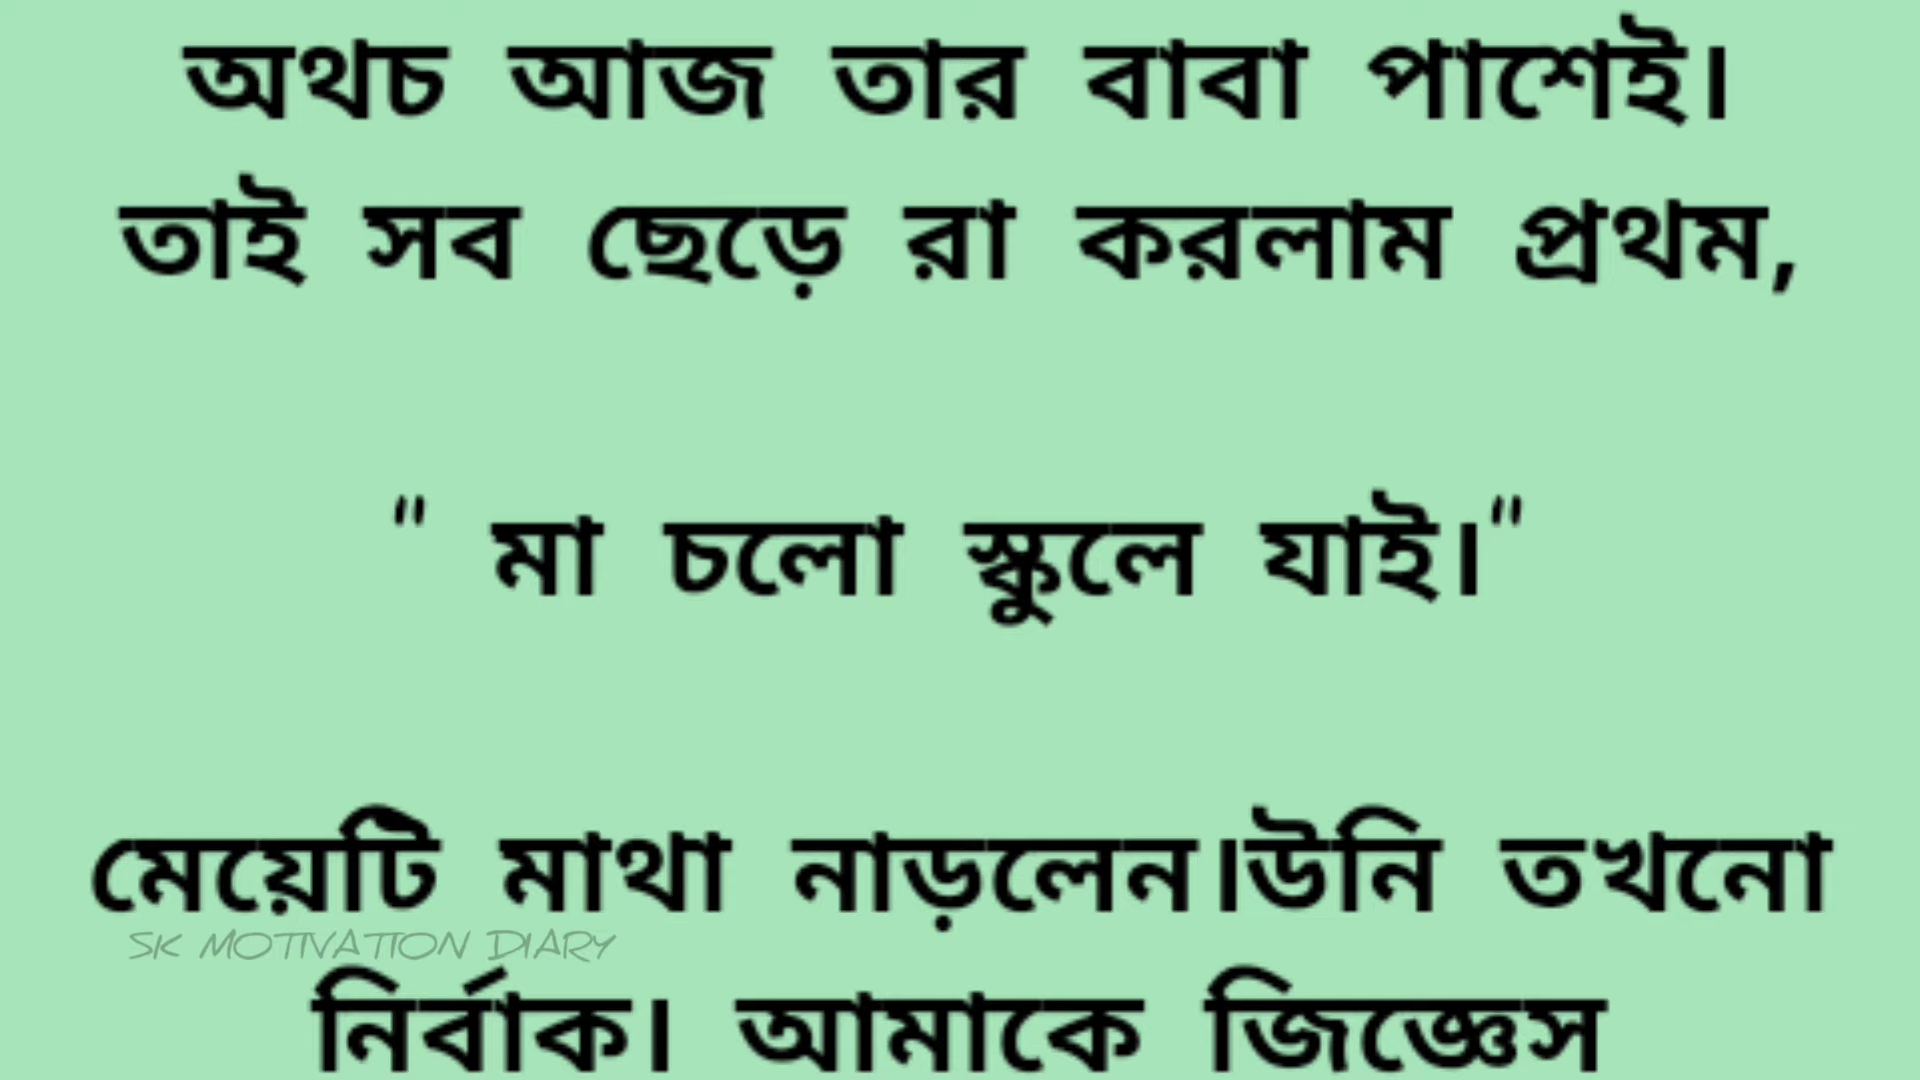 অথচ আজ তার বাবা পাশেই।
তাই সব ছেড়ে রা করলাম প্রথম,
" মা চলো স্কুলে যাই।"
মেয়েটি মাথা নাড়লেন।উনি তখনো
SK MOTIVATION DIARY
নির্বাক। আমাকে জিজ্ঞেস